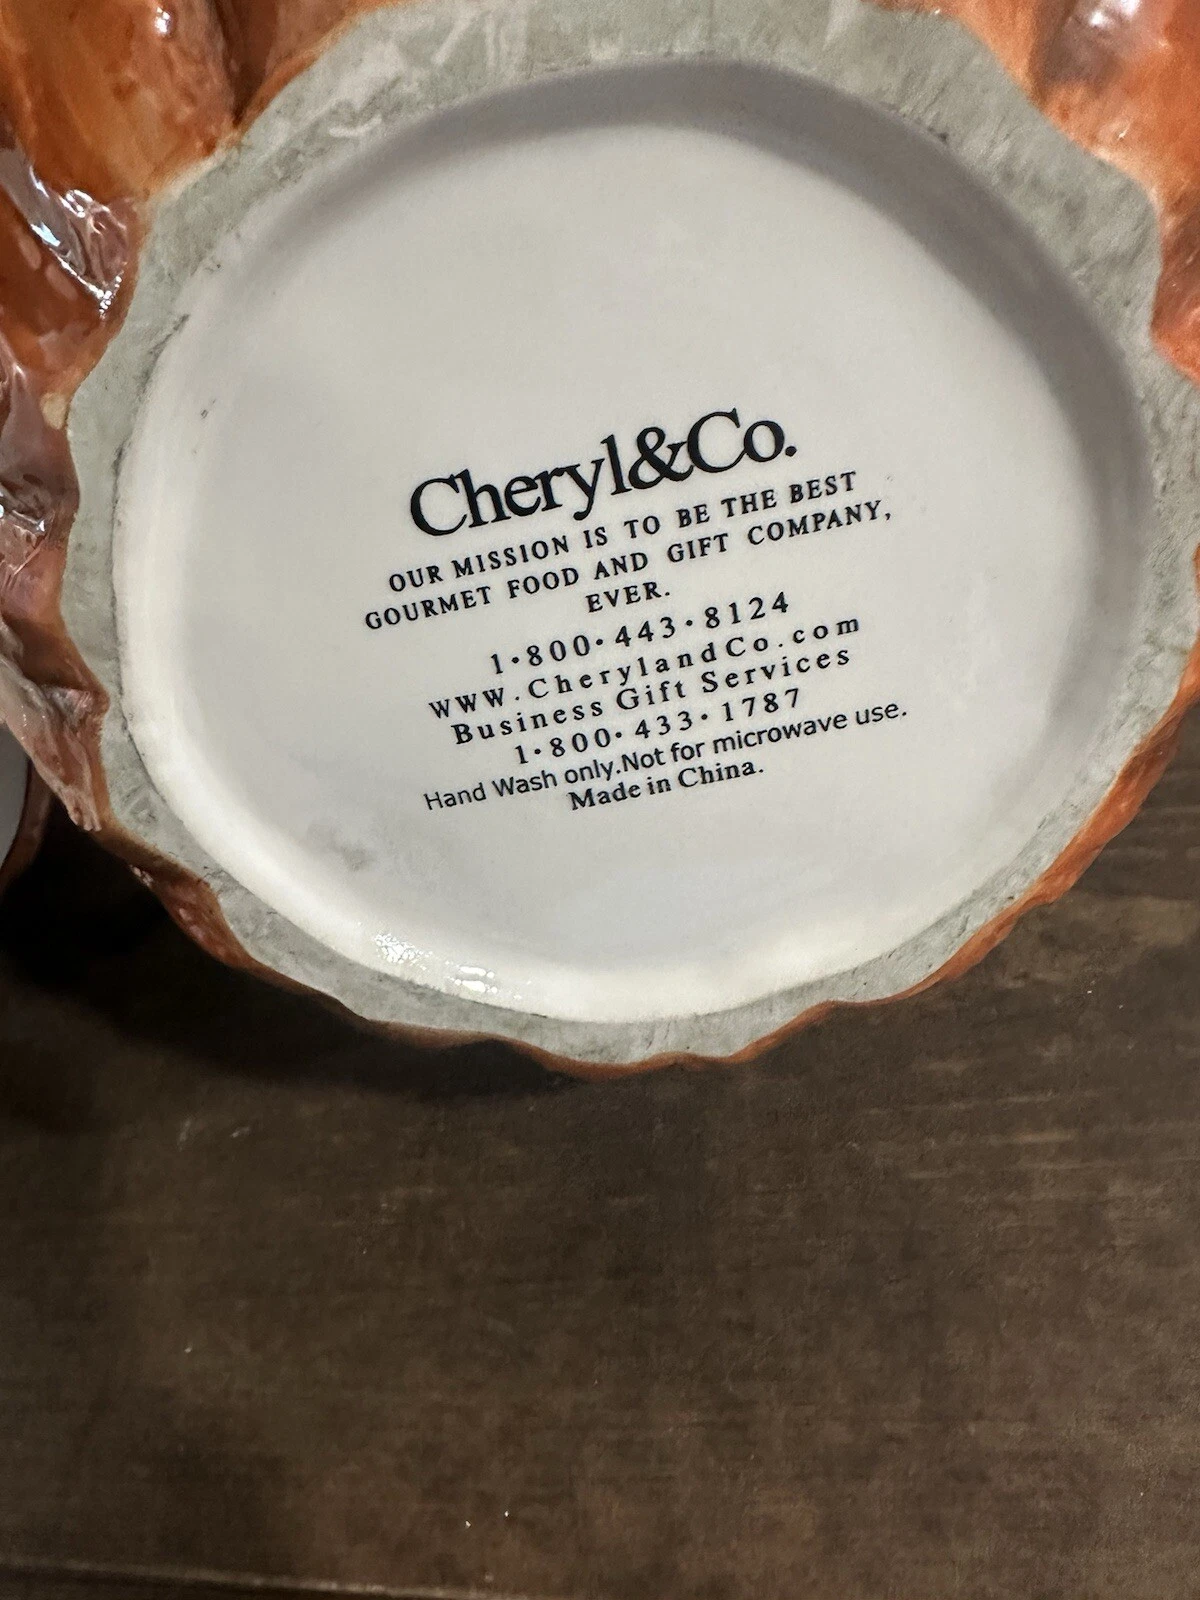 Cheryl&Co.
OUR MISSION IS TO BE THE BEST
GOURMET FOOD AND GIFT COMPANY,
EVER.
1·800·443·8124
www.CherylandCo.com
Business Gift Services
1·800·433·1787
Hand Wash only.Not for microwave use.
Made in China.